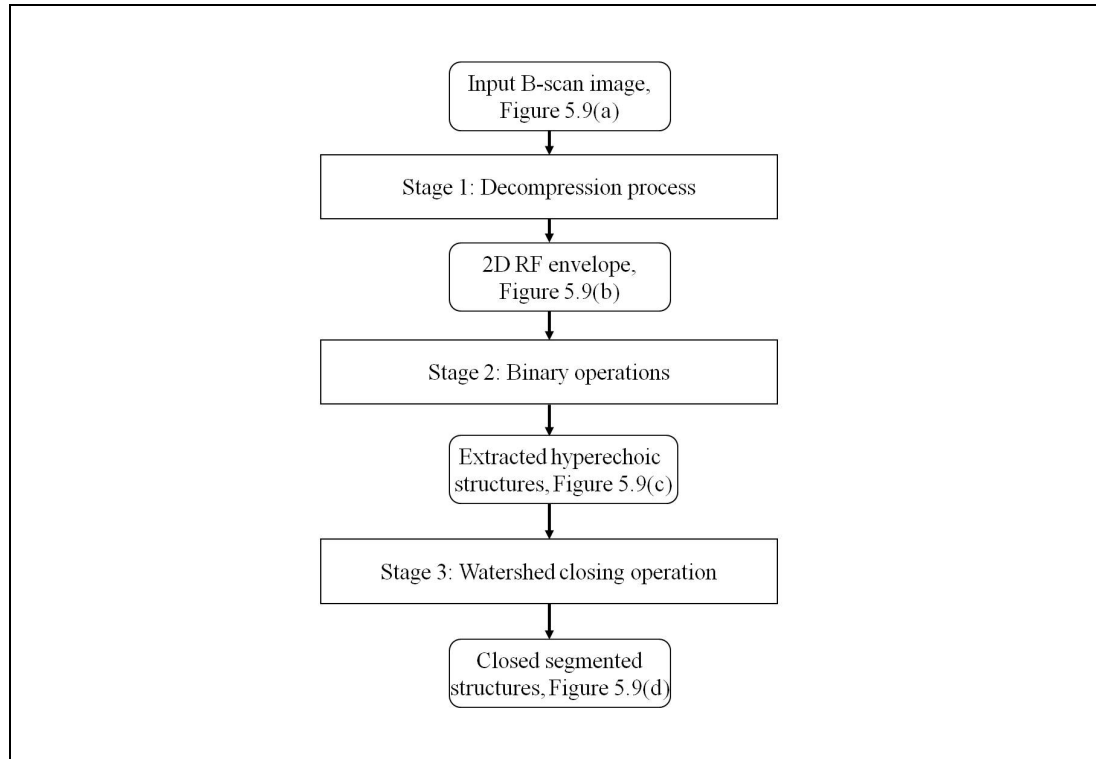 Input B-scan image,
Figure 5.9(a)
Stage 1: Decompression process
2D RF envelope,
Figure 5.9(b)
Stage 2: Binary operations
Extracted hyperechoic
structures, Figure 5.9(c)
Stage 3: Watershed closing operation
Closed segmented
structures, Figure 5.9(d)